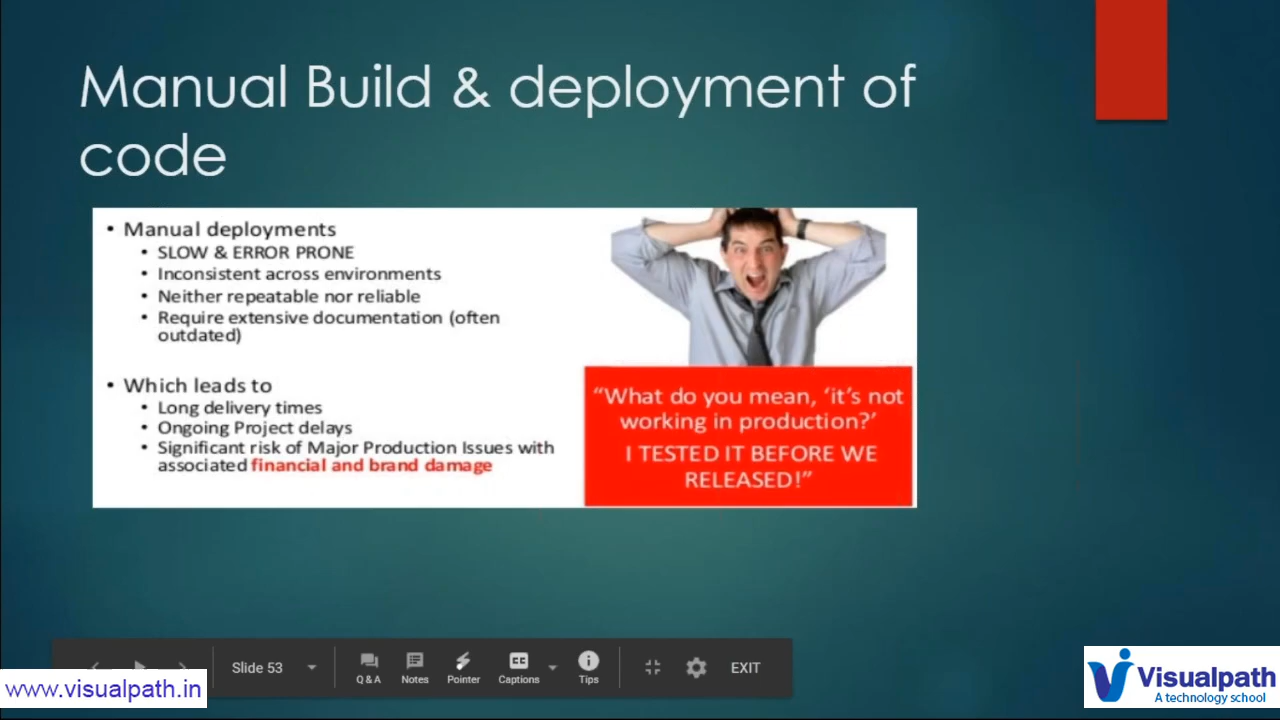 Manual Build & deployment of
code
• Manual deployments
• SLOW & ERROR PRONE
• Inconsistent across environments
• Neither repeatable nor reliable
• Require extensive documentation (often
outdated)
• Which leads to
• Long delivery times
• Ongoing Project delays
• Significant risk of Major Production Issues with
associated financial and brand damage
“What do you mean, ‘it’s not
working in production?’
I TESTED IT BEFORE WE
RELEASED!”
Slide 53
Q & A
Notes
Pointer
CC
Captions
Tips
EXIT
www.visualpath.in
Visualpath
A technology school